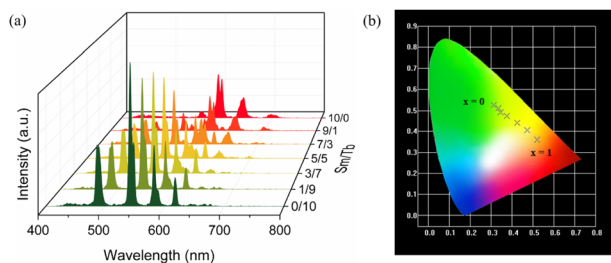 (a)
Intensity (a.u.)
10/0
9/1
7/3
5/5
3/7
1/9
0/10
Sm/Tb
400 500 600 700 800
Wavelength (nm)
(b)
0.9
0.8
0.7
0.6
0.5
0.4
0.3
0.2
0.1
0.0
x = 0
x = 1
0.0 0.1 0.2 0.3 0.4 0.5 0.6 0.7